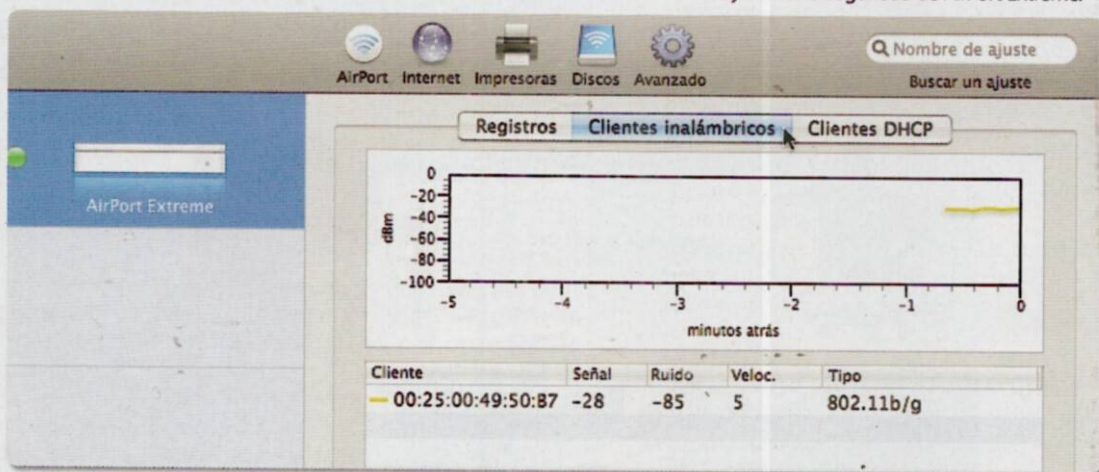 AirPort Internet Impresoras Discos Avanzado
Nombre de ajuste
Buscar un ajuste
AirPort Extreme
Registros Clientes inalámbricos Clientes DHCP
dBm
0
-20
-40
-60
-80
-100
-5 -4 -3 -2 -1 0
minutos atrás
Cliente Señal Ruido Veloc. Tipo
00:25:00:49:50:B7 -28 -85 5 802.11b/g